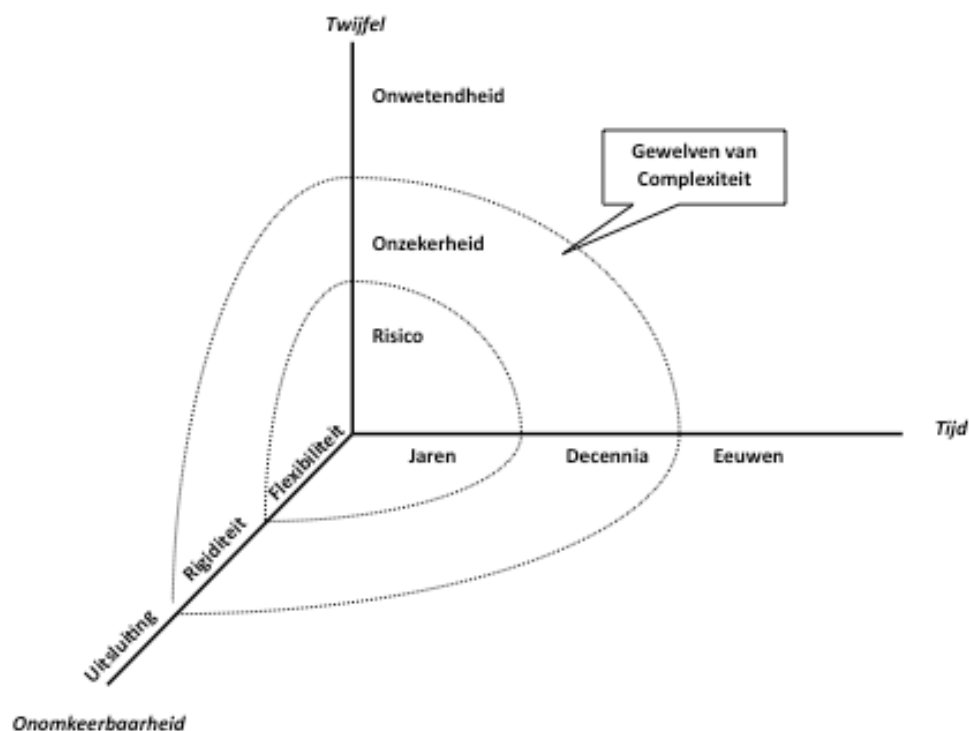 Twijfel
Onwetendheid
Gewelven van
Complexiteit
Onzekerheid
Risico
Tijd
Jaren
Decennia
Eeuwen
Flexibiliteit
Rigiditeit
Uitsluiting
Onomkeerbaarheid